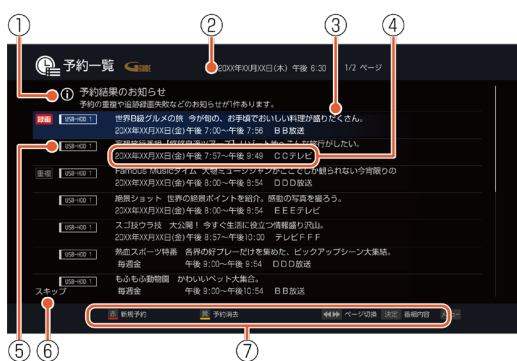 ① ② ③ ④
予約一覧 G GUIDE 20XX年XX月XX日(木) 午後 6:30 1/2 ページ
予約結果のお知らせ
予約の重複や追跡録画失敗などのお知らせが1件あります。
録画 USB-HDD 1 世界B級グルメの旅 今が旬の、お手頃でおいしい料理が盛りだくさん。
20XX年XX月XX日(金) 午後 7:00～午後 7:56 ＢＢ放送
⑤ USB-HDD 1 旅行がしたい。
20XX年XX月XX日(金) 午後 7:57～午後 9:49 ＣＣテレビ
重複 USB-HDD 1 Famous Musicタイム 大物ミュージシャンがここでしか観られない今宵限りの
20XX年XX月XX日(金) 午後 8:00～午後 8:54 ＤＤＤ放送
USB-HDD 1 絶景ショット 世界の絶景ポイントを紹介。感動の写真を撮ろう。
20XX年XX月XX日(金) 午後 8:00～午後 8:54 ＥＥＥテレビ
USB-HDD 1 スゴ技ウラ技 大公開！今すぐ生活に役立つ情報盛り沢山。
20XX年XX月XX日(金) 午後 8:57～午後10:00 テレビＦＦＦ
USB-HDD 1 熱血スポーツ特番 各界の好プレーだけを集めた、ピックアップシーン大集結。
毎週金 午後 9:00～午後 9:54 ＤＤＤ放送
USB-HDD 1 もふもふ動物園 かわいいペット大集合。
スキップ 毎週金 午後 9:00～午後10:54 ＢＢ放送
赤 新規予約 黄 予約消去 ページ切換 決定 番組内容
⑥ ⑦